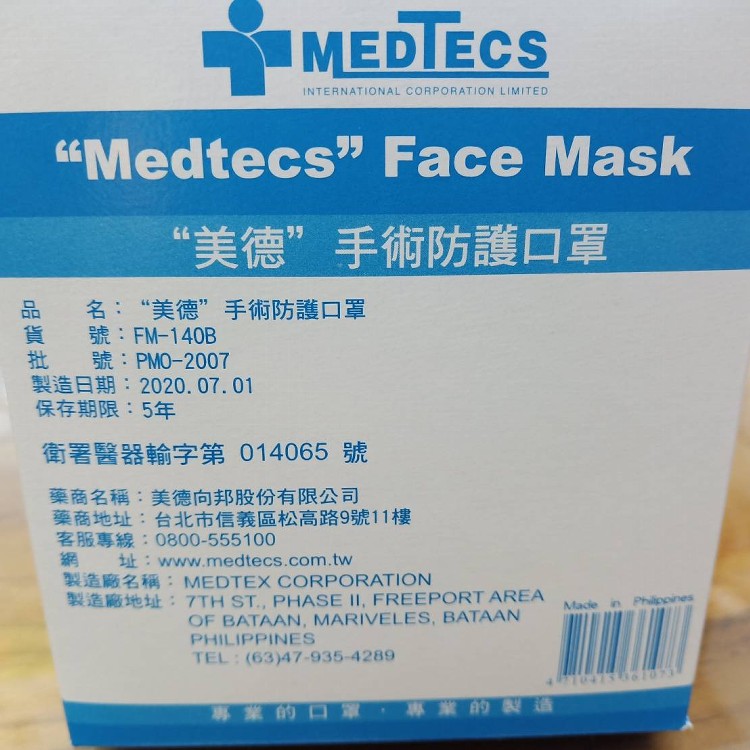 MEDTECS
INTERNATIONAL CORPORATION LIMITED
“Medtecs” Face Mask
“美德” 手術防護口罩
品 名：“美德” 手術防護口罩
貨 號：FM-140B
批 號：PMO-2007
製造日期：2020.07.01
保存期限：5年
衛署醫器輸字第 014065 號
藥商名稱：美德向邦股份有限公司
藥商地址：台北市信義區松高路9號11樓
客服專線：0800-555100
網 址：www.medtecs.com.tw
製造廠名稱：MEDTEX CORPORATION
製造廠地址：7TH ST., PHASE II, FREEPORT AREA
OF BATAAN, MARIVELES, BATAAN
PHILIPPINES
TEL : (63)47-935-4289
Made in Philippines
4 710415 361073
專業的口罩，專業的製造